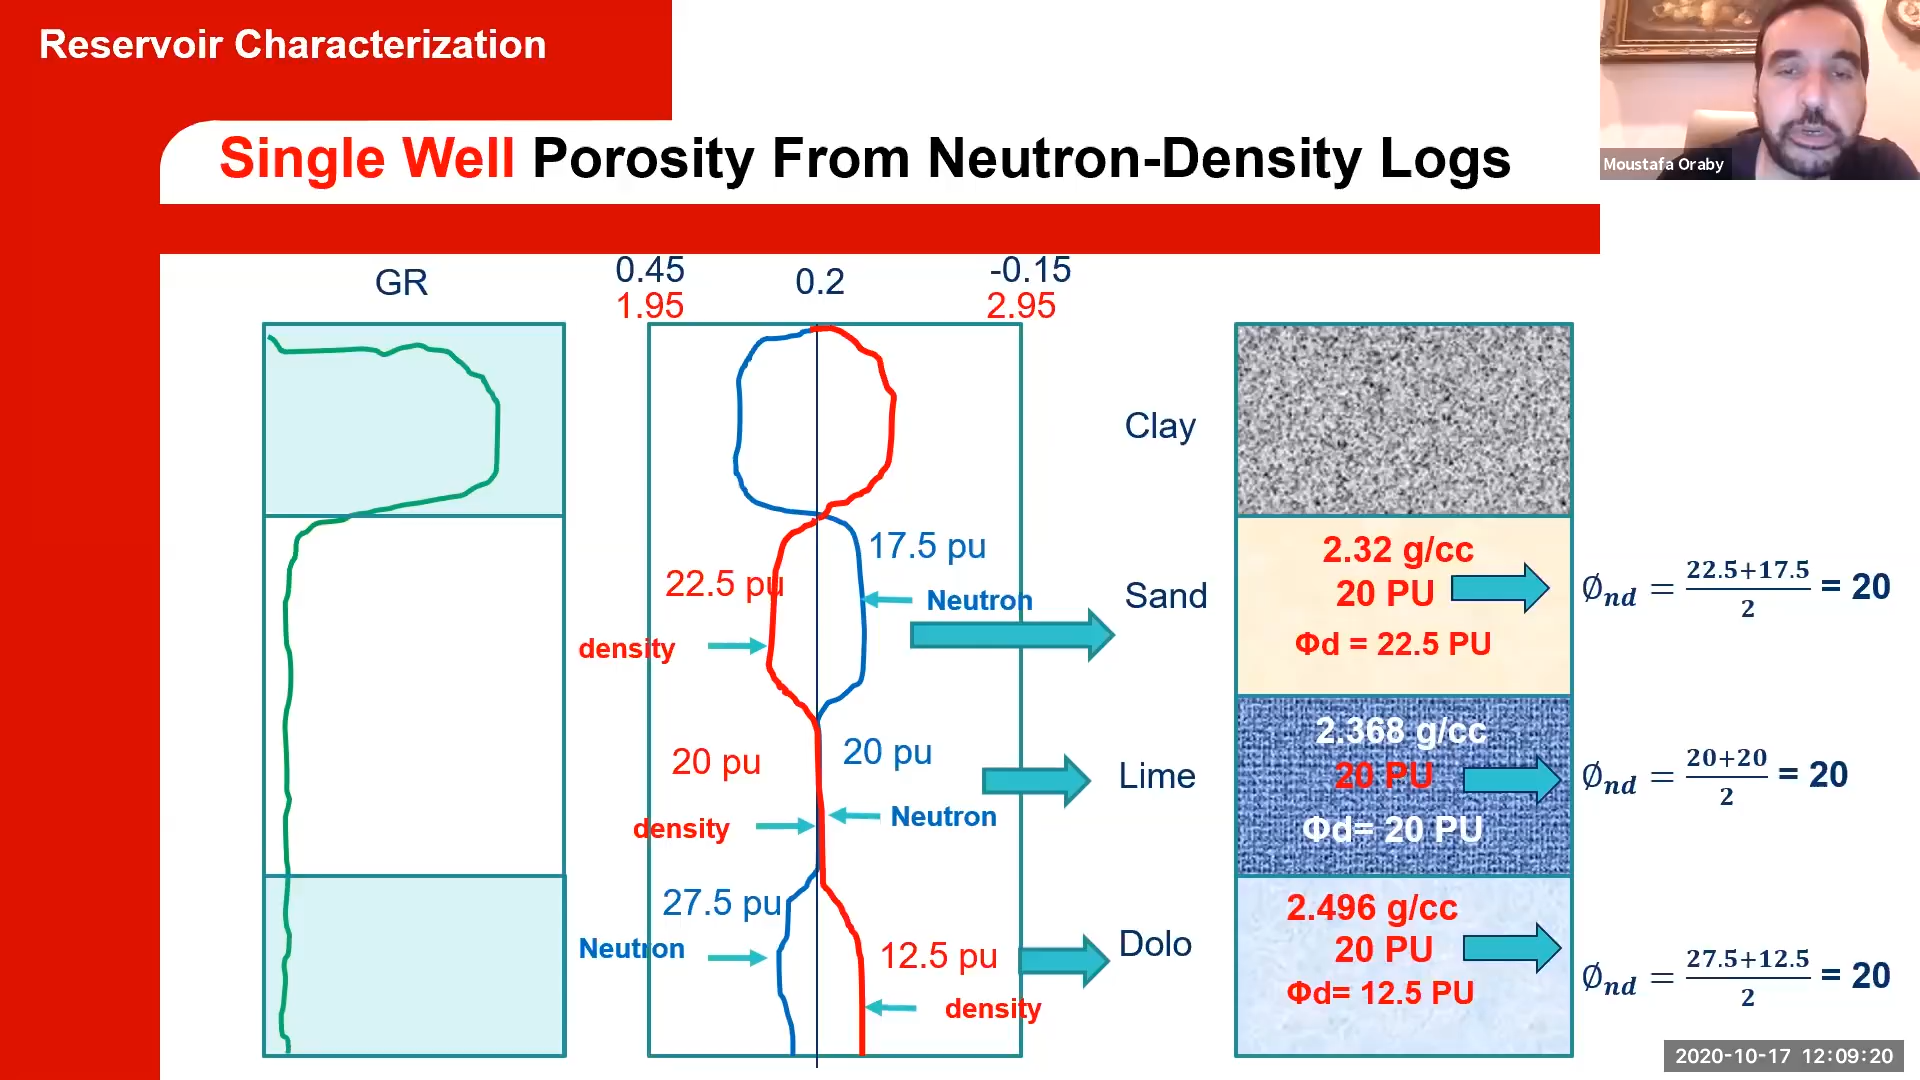 Reservoir Characterization
Single Well Porosity From Neutron-Density Logs
Moustafa Oraby
GR
0.45
0.2
-0.15
1.95
2.95
Clay
17.5 pu
22.5 pu
Neutron
density
Sand
2.32 g/cc
20 PU
Φd = 22.5 PU
∅nd = 22.5+17.5/2 = 20
20 pu
20 pu
Neutron
density
Lime
2.368 g/cc
20 PU
Φd= 20 PU
∅nd = 20+20/2 = 20
27.5 pu
Neutron
12.5 pu
density
Dolo
2.496 g/cc
20 PU
Φd= 12.5 PU
∅nd = 27.5+12.5/2 = 20
2020-10-17 12:09:20